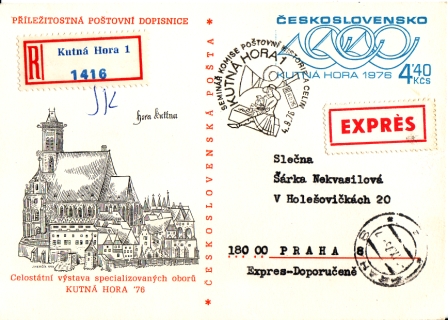 PŘÍLEŽITOSTNÁ POŠTOVNÍ DOPISNICE
R
Kutná Hora 1
1416
hora kuttna
Celostátní výstava specializovaných oborů
KUTNÁ HORA '76
* ČESKOSLOVENSKÁ POŠTA *
SEMINÁŘ KOMISE POŠTOVNÍ HISTORIE
KUTNÁ HORA 1
ČESKOSLOVENSKO
KUTNÁ HORA 1976
4,40
KČS
EXPRÈS
Slečna
Šárka Nekvasilová
V Holešovičkách 20
180 00 PRAHA 8
Expres-Doporučeně